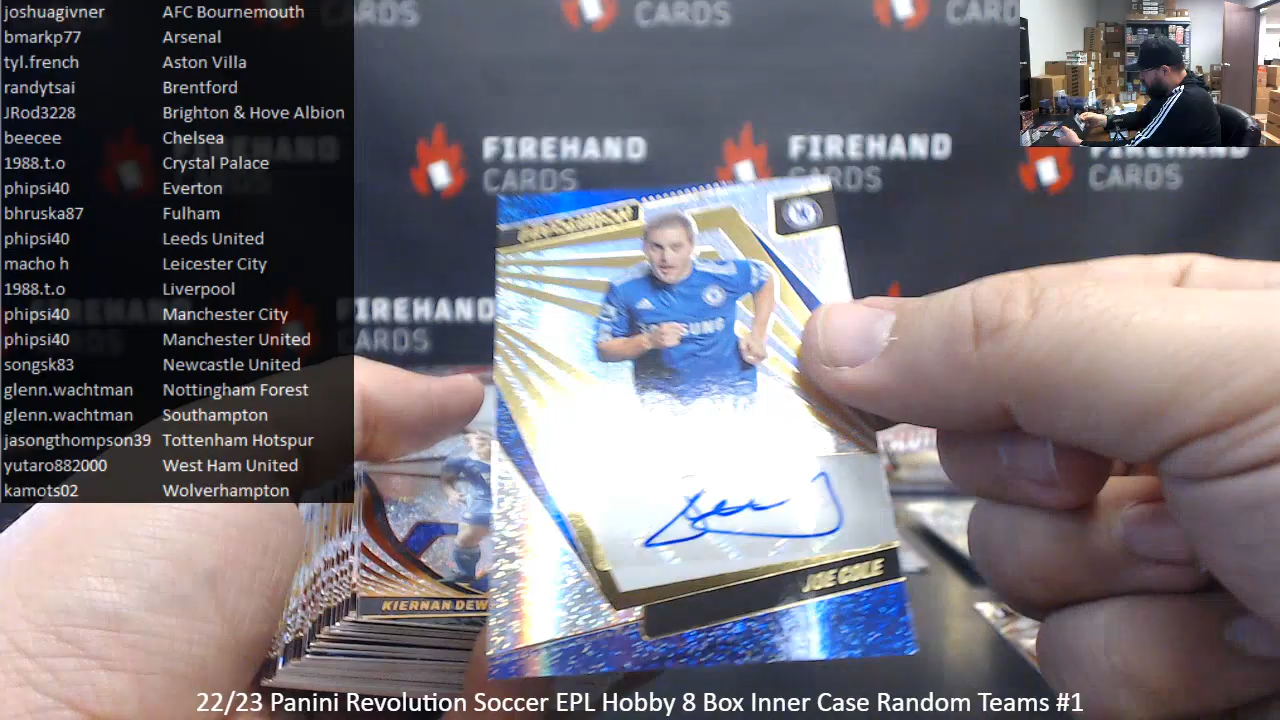 joshuagivner AFC Bournemouth
bmarkp77 Arsenal
tyl.french Aston Villa
randytsai Brentford
JRod3228 Brighton & Hove Albion
beecee Chelsea
1988.t.o Crystal Palace
phipsi40 Everton
bhruska87 Fulham
phipsi40 Leeds United
macho h Leicester City
1988.t.o Liverpool
phipsi40 Manchester City
phipsi40 Manchester United
songsk83 Newcastle United
glenn.wachtman Nottingham Forest
glenn.wachtman Southampton
jasongthompson39 Tottenham Hotspur
yutaro882000 West Ham United
kamots02 Wolverhampton
CARDS
CARDS
CARD
FIREHAND
CARDS
FIREHAND
CARDS
CARDS
FIREHAND
CARDS
SAMSUNG
JOE COLE
KIERNAN DEW
22/23 Panini Revolution Soccer EPL Hobby 8 Box Inner Case Random Teams #1